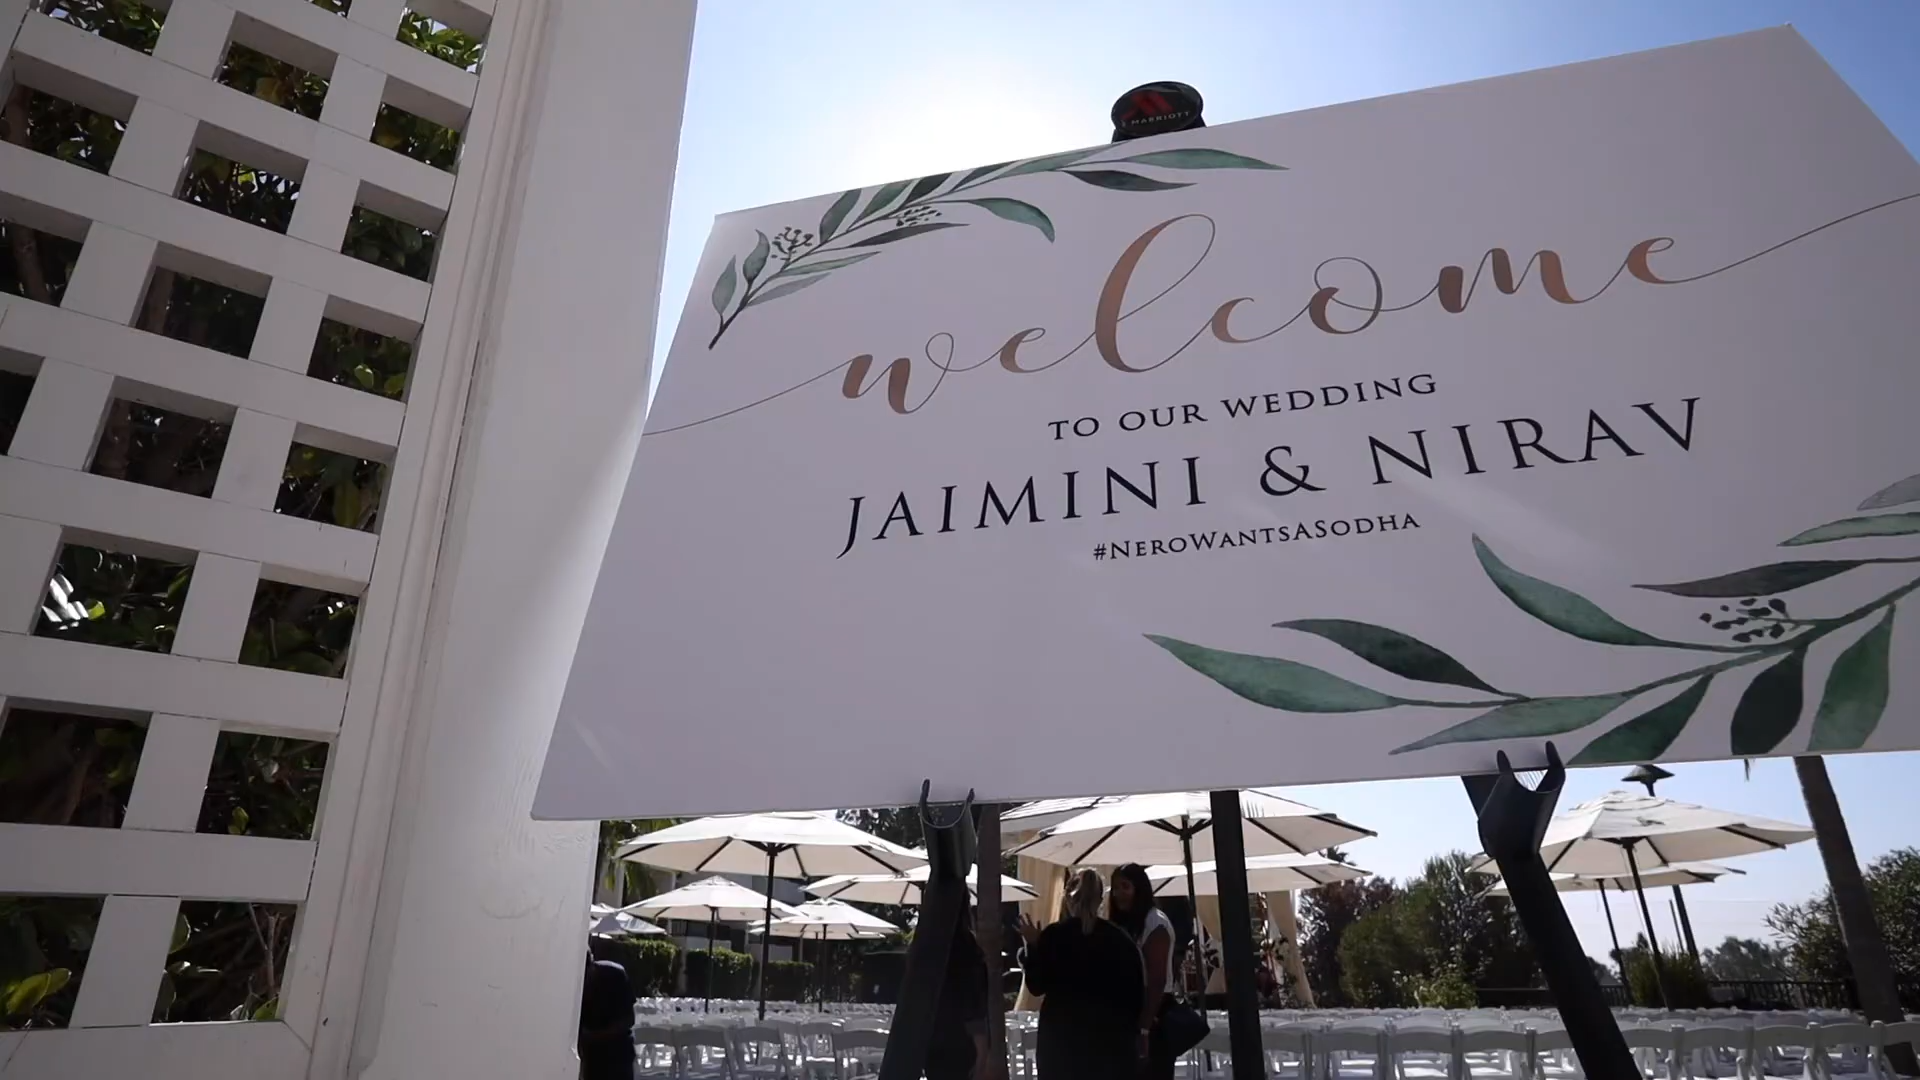 MARRIOTT
welcome
TO OUR WEDDING
JAIMINI & NIRAV
#NEROWANTSASODHA